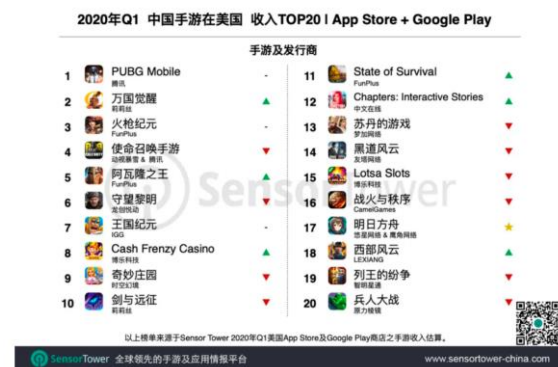 2020年Q1 中国手游在美国 收入TOP20 | App Store + Google Play
手游及发行商
1 PUBG Mobile -
腾讯
2 万国觉醒 ▲
莉莉丝
3 火枪纪元 -
FunPlus
4 使命召唤手游 ▼
动视暴雪 & 腾讯
5 阿瓦隆之王 ▲
FunPlus
6 守望黎明 ▼
龙创悦动
7 王国纪元 -
IGG
8 Cash Frenzy Casino ▲
博乐科技
9 奇妙庄园 ▼
时空幻境
10 剑与远征 ▼
莉莉丝
11 State of Survival ▲
FunPlus
12 Chapters: Interactive Stories ▲
中文在线
13 苏丹的游戏 ▼
梦加网络
14 黑道风云 ▼
友塔网络
15 Lotsa Slots ▼
博乐科技
16 战火与秩序 ▼
CamelGames
17 明日方舟 ★
悠星网络 & 鹰角网络
18 西部风云 ▲
LEXIANG
19 列王的纷争 ▼
智明星通
20 兵人大战 ▼
原力棱镜
SensorTower
以上榜单来源于Sensor Tower 2020年Q1美国App Store及Google Play商店之手游收入估算。
SensorTower 全球领先的手游及应用情报平台
www.sensortower-china.com